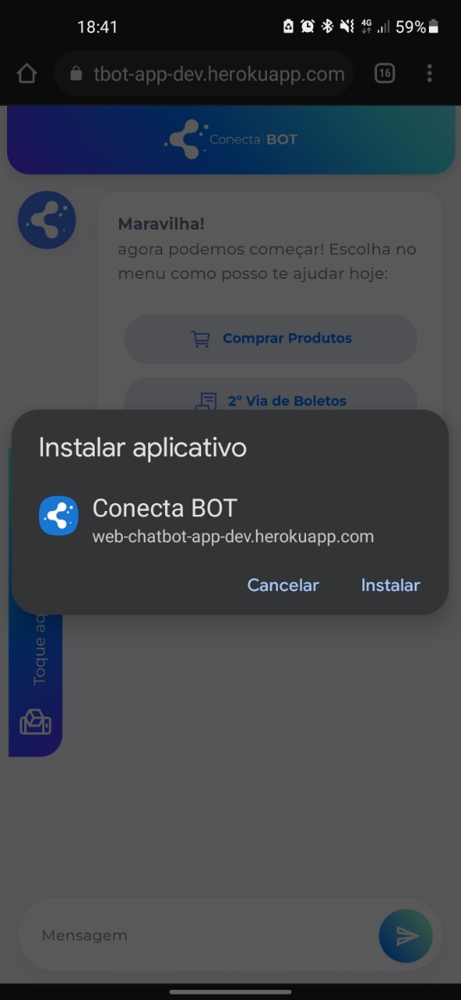 18:41
4G
59%
tbot-app-dev.herokuapp.com
16
Conecta BOT
Maravilha!
agora podemos começar! Escolha no
menu como posso te ajudar hoje:
Comprar Produtos
2º Via de Boletos
Instalar aplicativo
Conecta BOT
web-chatbot-app-dev.herokuapp.com
Cancelar
Instalar
Toque aq
Mensagem